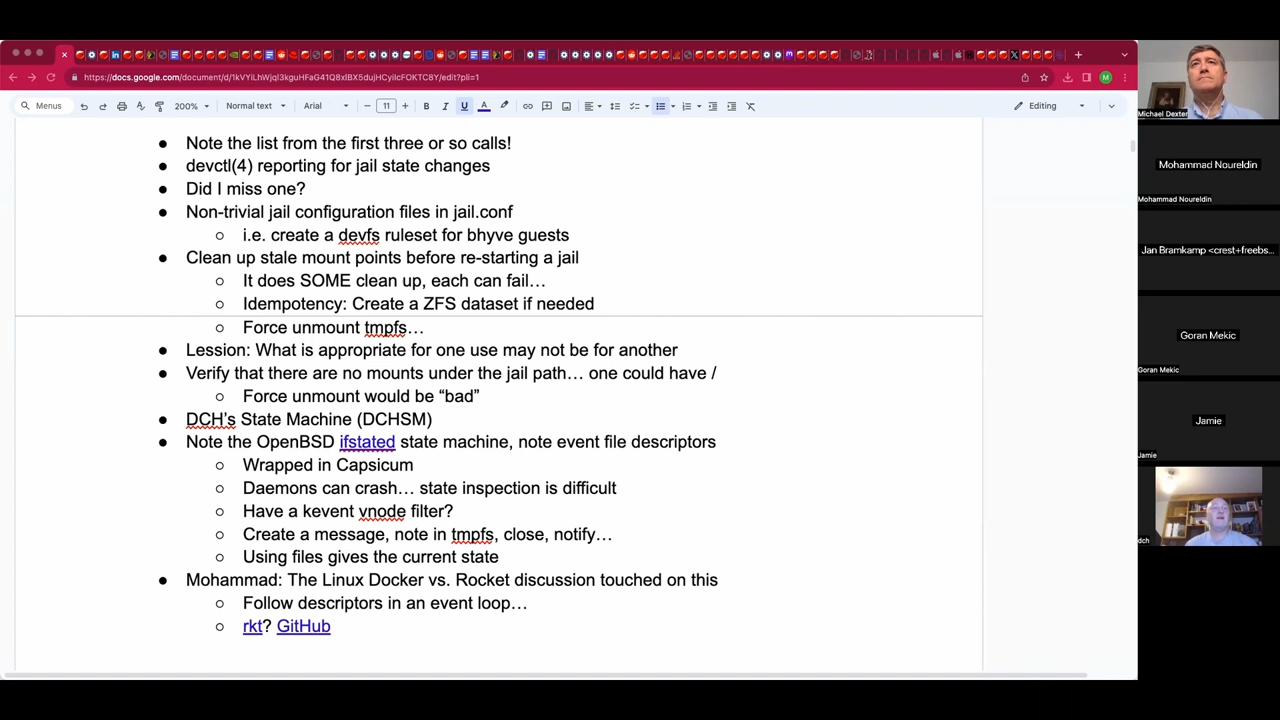 https://docs.google.com/document/d/1kVYiLhWjqI3kguHFaG41Q8xlBX5dujHCyiIcFOKTC8Y/edit?pli=1
M
Menus
200%
Normal text
Arial
11
B
I
U
A
Editing
Note the list from the first three or so calls!
devctl(4) reporting for jail state changes
Did I miss one?
Non-trivial jail configuration files in jail.conf
i.e. create a devfs ruleset for bhyve guests
Clean up stale mount points before re-starting a jail
It does SOME clean up, each can fail…
Idempotency: Create a ZFS dataset if needed
Force unmount tmpfs…
Lession: What is appropriate for one use may not be for another
Verify that there are no mounts under the jail path… one could have /
Force unmount would be “bad”
DCH’s State Machine (DCHSM)
Note the OpenBSD ifstated state machine, note event file descriptors
Wrapped in Capsicum
Daemons can crash… state inspection is difficult
Have a kevent vnode filter?
Create a message, note in tmpfs, close, notify…
Using files gives the current state
Mohammad: The Linux Docker vs. Rocket discussion touched on this
Follow descriptors in an event loop…
rkt? GitHub
Michael Dexter
Mohammad Noureldin
Mohammad Noureldin
Jan Bramkamp <crest+freebs...
Goran Mekic
Goran Mekic
Jamie
Jamie
dch